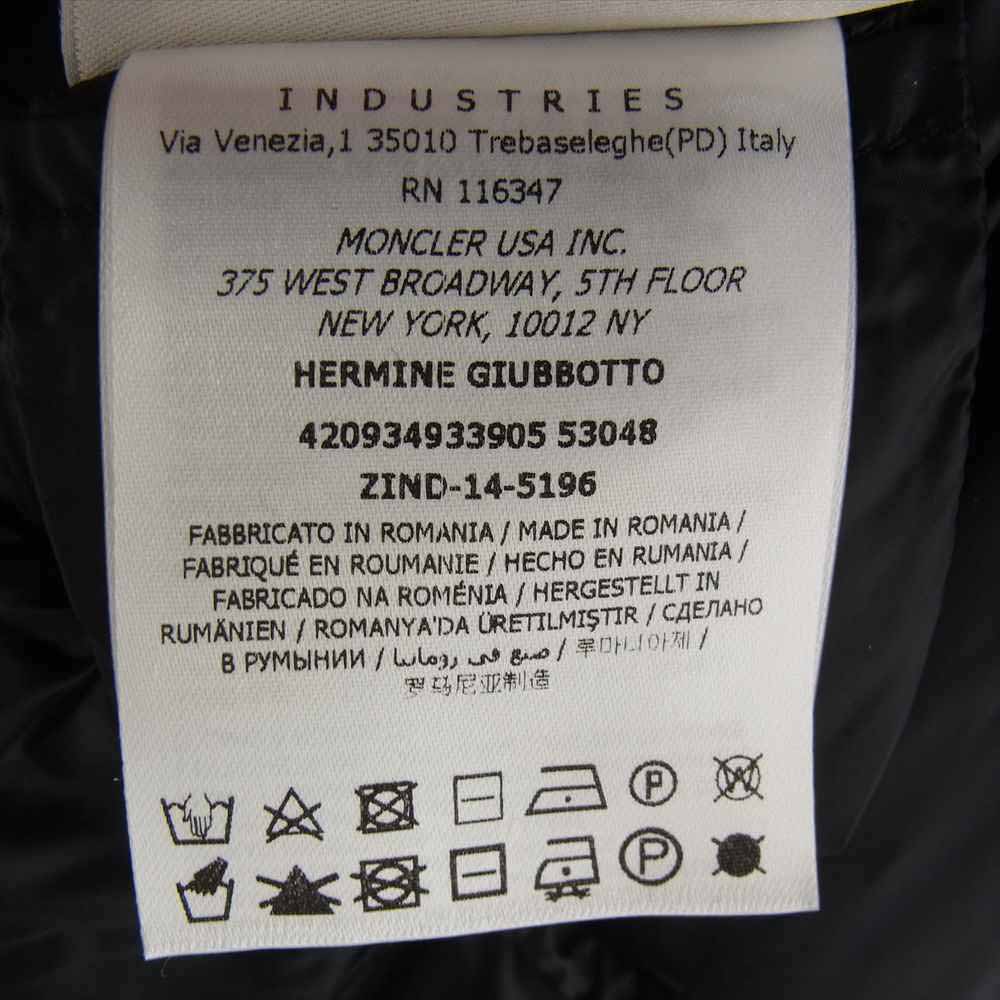 INDUSTRIES
Via Venezia,1 35010 Trebaseleghe(PD) Italy
RN 116347
MONCLER USA INC.
375 WEST BROADWAY, 5TH FLOOR
NEW YORK, 10012 NY
HERMINE GIUBBOTTO
420934933905 53048
ZIND-14-5196
FABBRICATO IN ROMANIA / MADE IN ROMANIA /
FABRIQUÉ EN ROUMANIE / HECHO EN RUMANIA /
FABRICADO NA ROMÉNIA / HERGESTELLT IN
RUMÄNIEN / ROMANYA'DA ÜRETILMIŞTIR / СДЕЛАНО
В РУМЫНИИ / صنع في رومانيا / 루마니아제 /
罗马尼亚制造
P W
P